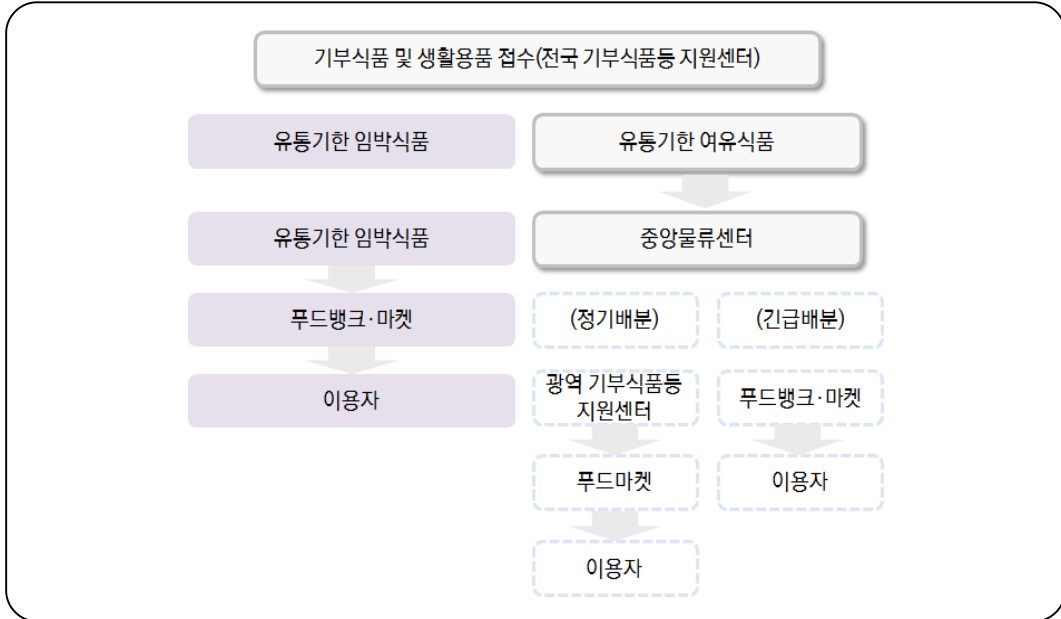 기부식품 및 생활용품 접수(전국 기부식품등 지원센터)
유통기한 임박식품
유통기한 여유식품
유통기한 임박식품
중앙물류센터
푸드뱅크·마켓
(정기배분)
(긴급배분)
이용자
광역 기부식품등
지원센터
푸드뱅크·마켓
푸드마켓
이용자
이용자